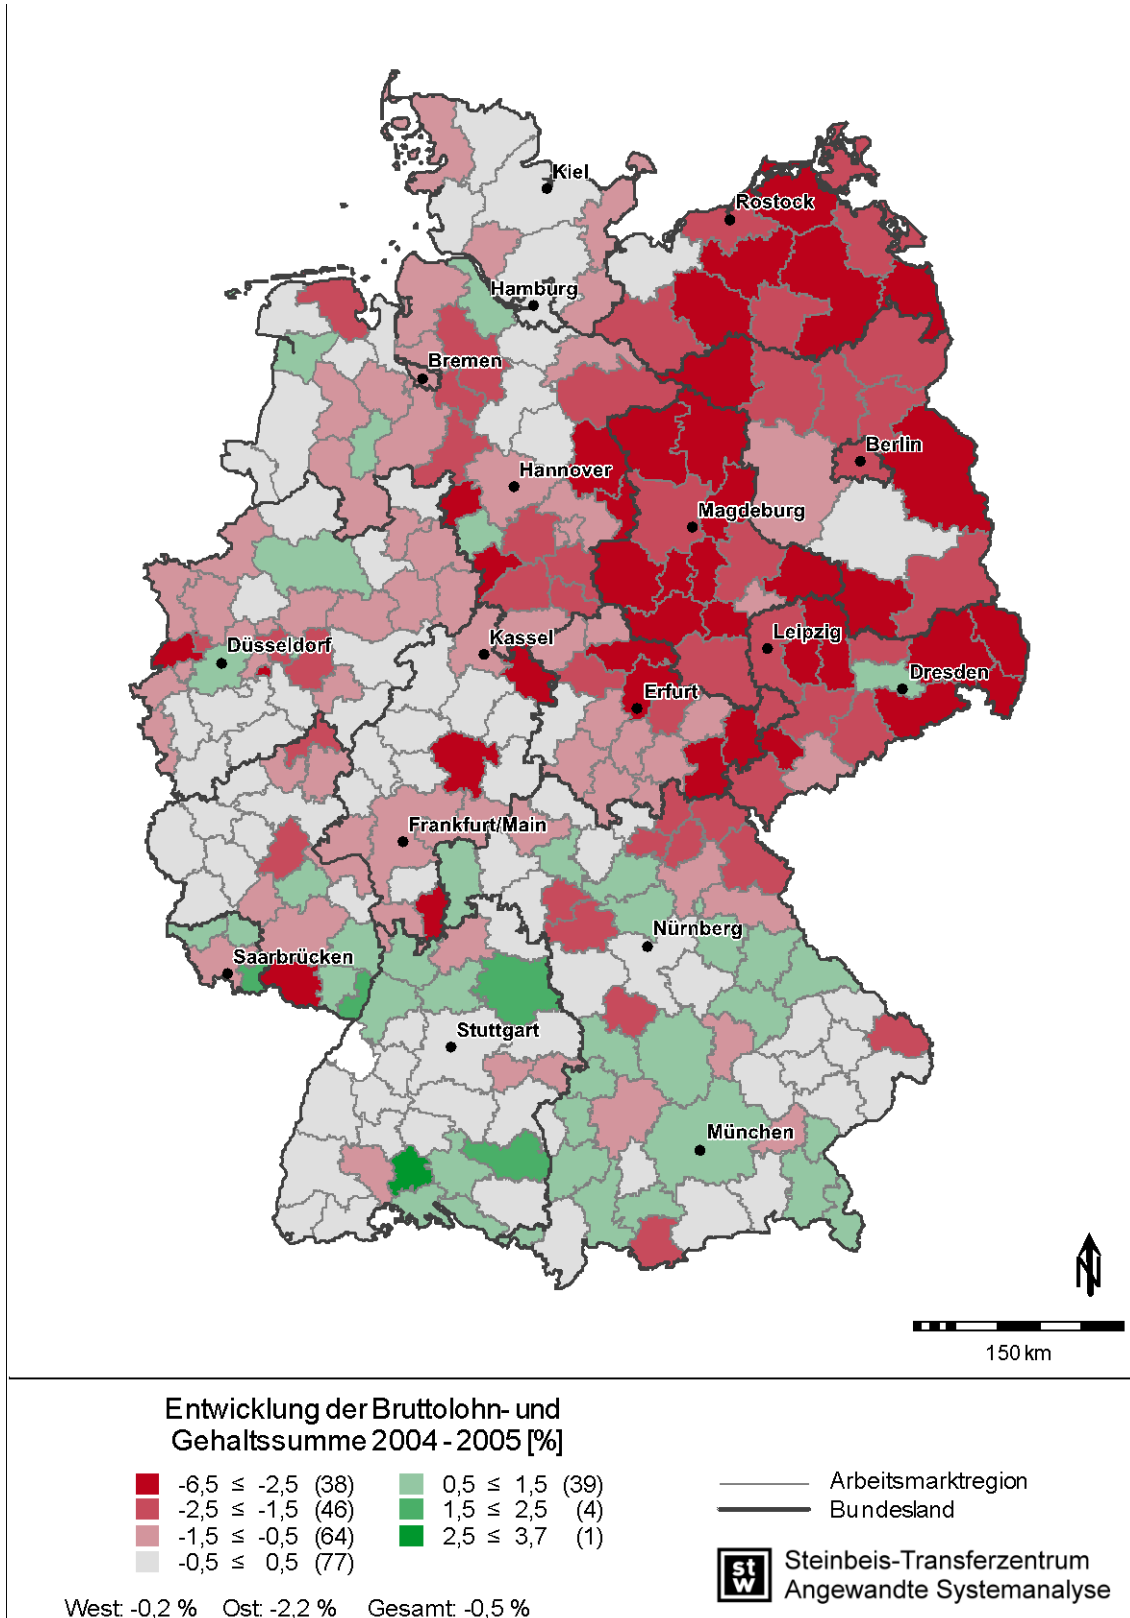 Kiel
Rostock
Hamburg
Bremen
Berlin
Hannover
Magdeburg
Düsseldorf
Kassel
Leipzig
Dresden
Erfurt
Frankfurt/Main
Nürnberg
Saarbrücken
Stuttgart
München
N
150 km
Entwicklung der Bruttolohn- und
Gehaltssumme 2004 - 2005 [%]
-6,5 ≤ -2,5 (38)
-2,5 ≤ -1,5 (46)
-1,5 ≤ -0,5 (64)
-0,5 ≤ 0,5 (77)
0,5 ≤ 1,5 (39)
1,5 ≤ 2,5 (4)
2,5 ≤ 3,7 (1)
West: -0,2 % Ost: -2,2 % Gesamt: -0,5 %
Arbeitsmarktregion
Bundesland
st
W
Steinbeis-Transferzentrum
Angewandte Systemanalyse